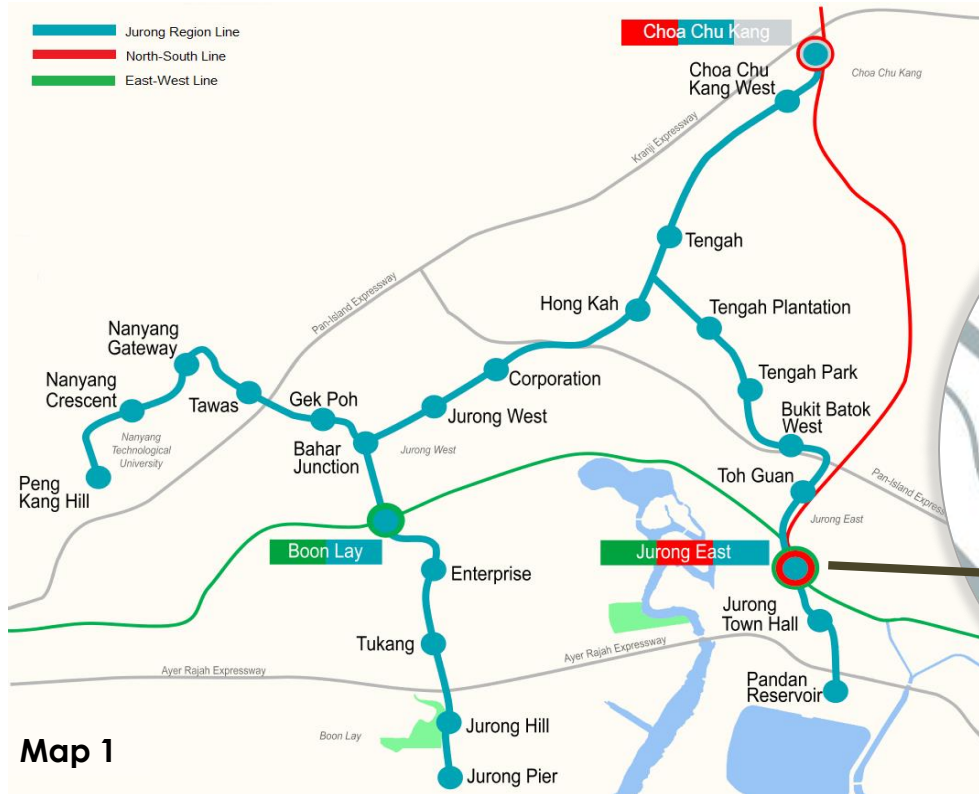 Jurong Region Line
North-South Line
East-West Line
Choa Chu Kang
Choa Chu Kang
Choa Chu
Kang West
Kranji Expressway
Tengah
Pan-Island Expressway
Hong Kah
Tengah Plantation
Nanyang
Gateway
Nanyang
Crescent
Tawas
Gek Poh
Corporation
Tengah Park
Jurong West
Bukit Batok
West
Nanyang
Technological
University
Bahar
Junction
Jurong West
Peng
Kang Hill
Toh Guan
Pan-Island Express
Jurong East
Boon Lay
Jurong East
Enterprise
Jurong
Town Hall
Tukang
Ayer Rajah Expressway
Ayer Rajah Expressway
Pandan
Reservoir
Boon Lay
Jurong Hill
Map 1
Jurong Pier